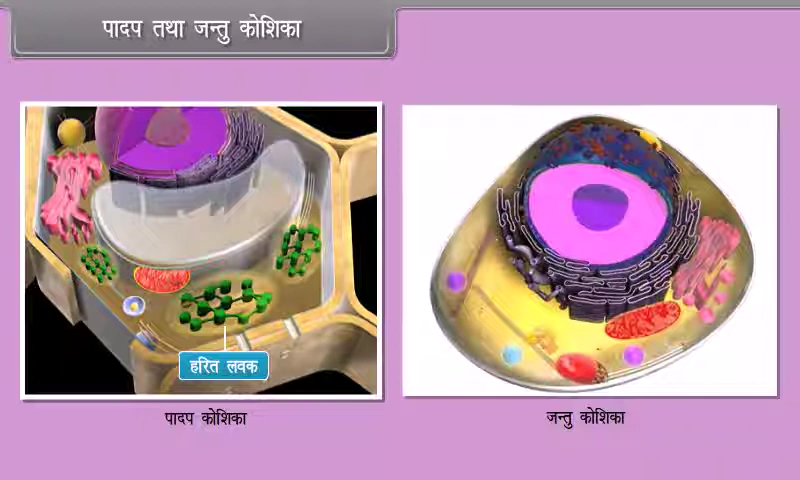 पादप तथा जन्तु कोशिका
हरित लवक
पादप कोशिका
जन्तु कोशिका